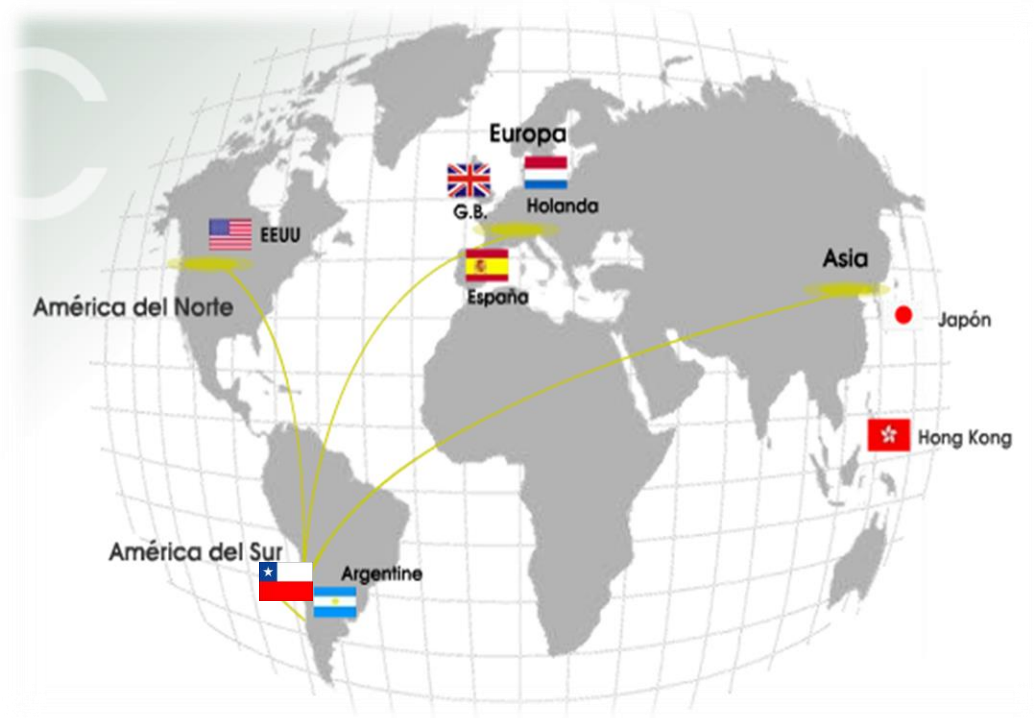 Europa
G.B.
Holanda
EEUU
España
América del Norte
Asia
Japón
Hong Kong
América del Sur
Argentine